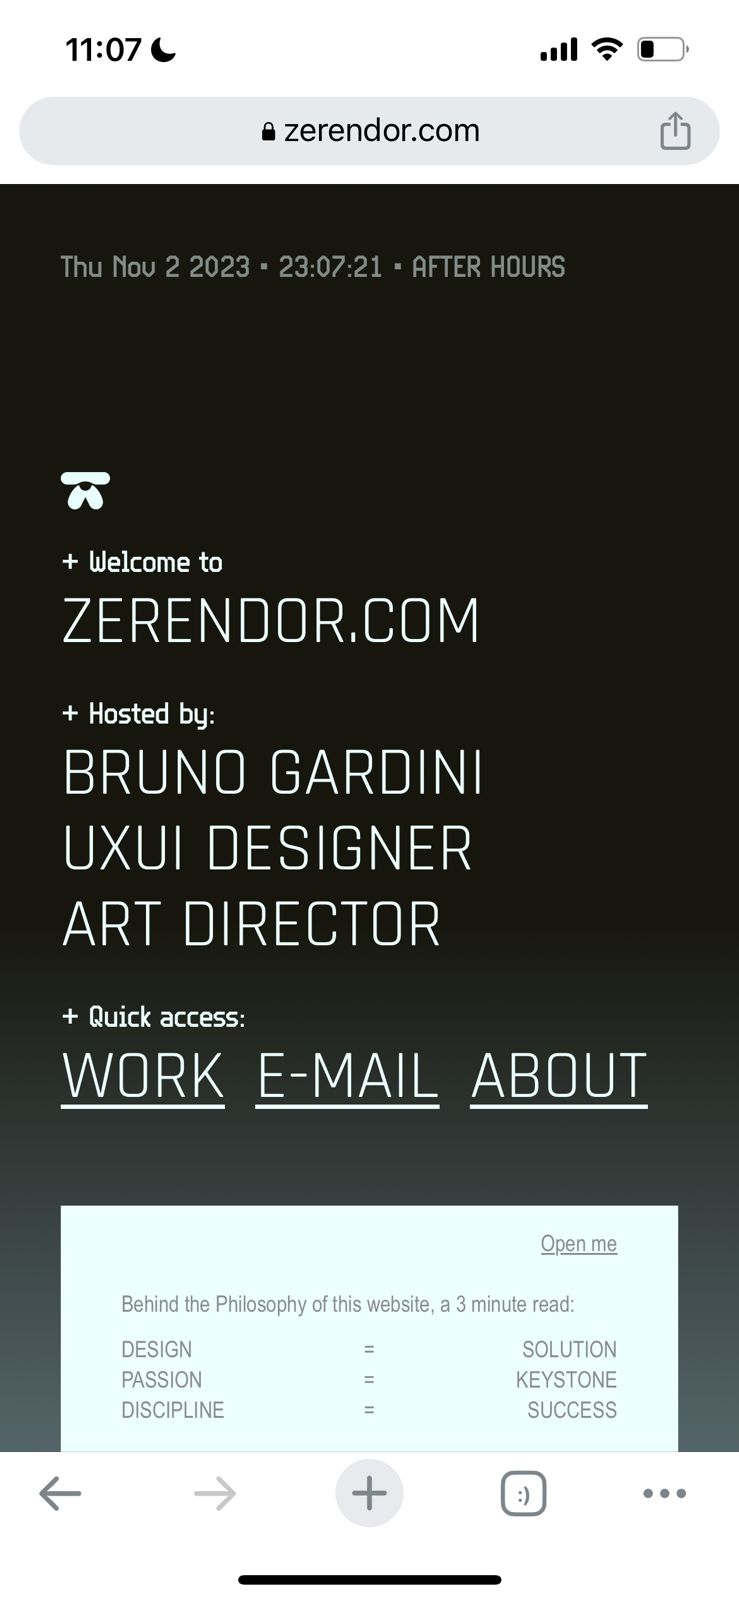 11:07
zerendor.com
Thu Nov 2 2023 ▪ 23:07:21 ▪ AFTER HOURS
+ Welcome to
ZERENDOR.COM
+ Hosted by:
BRUNO GARDINI
UXUI DESIGNER
ART DIRECTOR
+ Quick access:
WORK E-MAIL ABOUT
Open me
Behind the Philosophy of this website, a 3 minute read:
DESIGN = SOLUTION
PASSION = KEYSTONE
DISCIPLINE = SUCCESS
:)